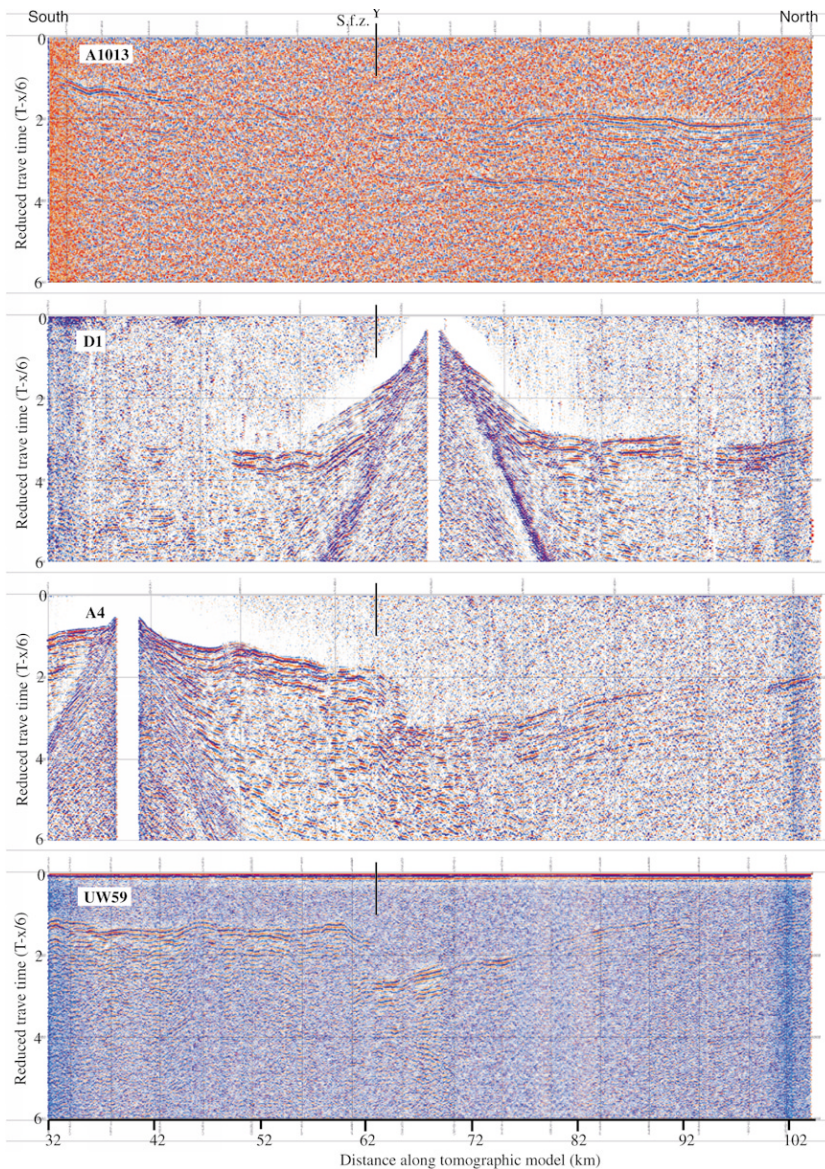 South
S.f.z. Y
North
A1013
Reduced trave time (T-x/6)
0
2
4
6
D1
Reduced trave time (T-x/6)
0
2
4
6
A4
Reduced trave time (T-x/6)
0
2
4
6
UW59
Reduced trave time (T-x/6)
0
2
4
6
32 42 52 62 72 82 92 102
Distance along tomographic model (km)